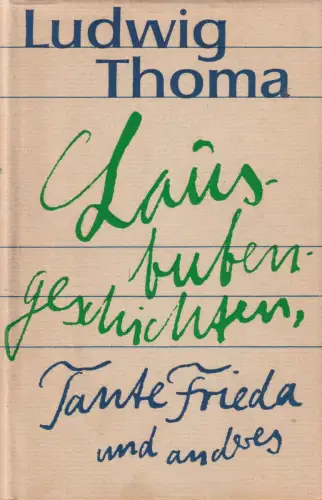 Ludwig
Thoma
Laus-
buben-
geschichten,
Tante Frieda
und anderes